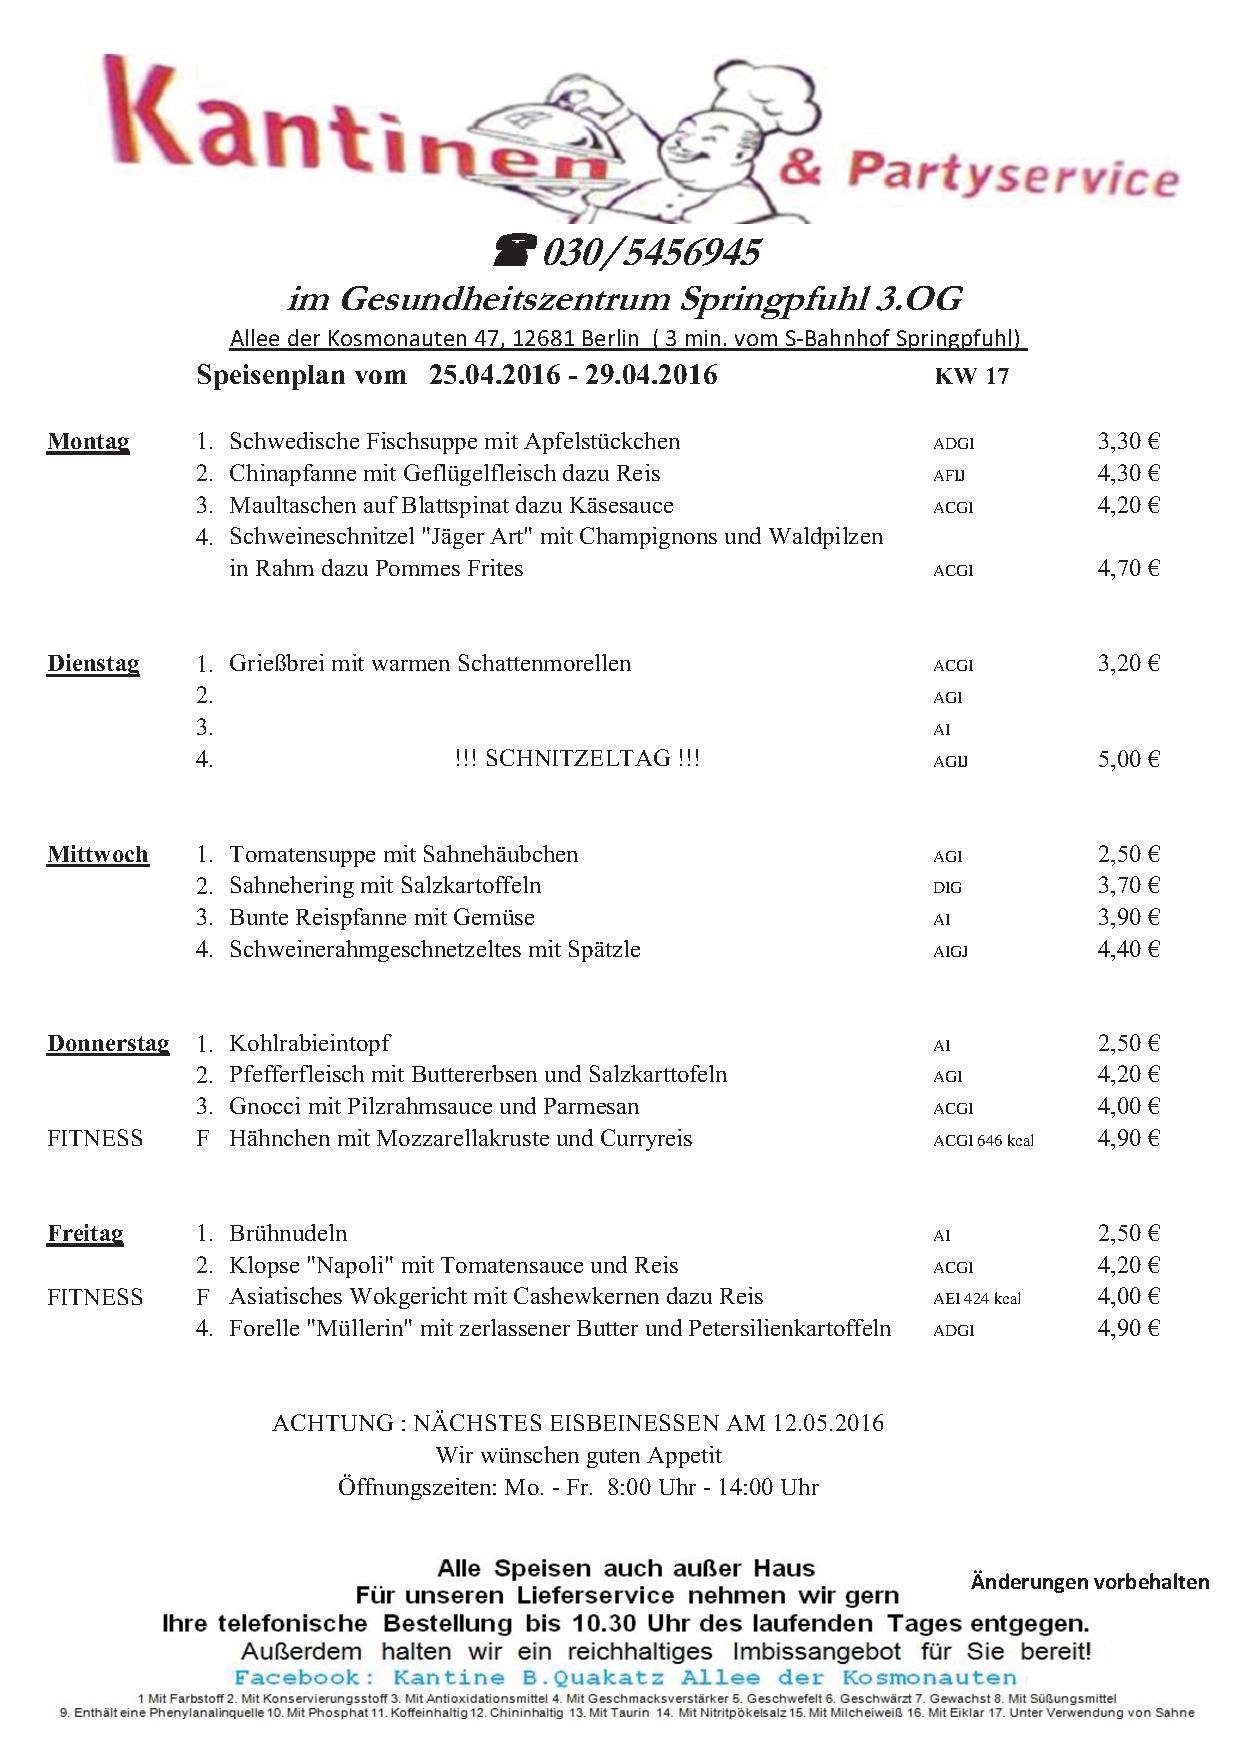 Kantinen & Partyservice
☎ 030/5456945
im Gesundheitszentrum Springpfuhl 3.OG
Allee der Kosmonauten 47, 12681 Berlin ( 3 min. vom S-Bahnhof Springpfuhl)
Speisenplan vom 25.04.2016 - 29.04.2016 KW 17
Montag 1. Schwedische Fischsuppe mit Apfelstückchen ADGI 3,30 €
2. Chinapfanne mit Geflügelfleisch dazu Reis AFIJ 4,30 €
3. Maultaschen auf Blattspinat dazu Käsesauce ACGI 4,20 €
4. Schweineschnitzel "Jäger Art" mit Champignons und Waldpilzen
in Rahm dazu Pommes Frites ACGI 4,70 €
Dienstag 1. Grießbrei mit warmen Schattenmorellen ACGI 3,20 €
2. AGI
3. AI
4. !!! SCHNITZELTAG !!! AGIJ 5,00 €
Mittwoch 1. Tomatensuppe mit Sahnehäubchen AGI 2,50 €
2. Sahnehering mit Salzkartoffeln DIG 3,70 €
3. Bunte Reispfanne mit Gemüse AI 3,90 €
4. Schweinerahmgeschnetzeltes mit Spätzle AIGJ 4,40 €
Donnerstag 1. Kohlrabieintopf AI 2,50 €
2. Pfefferfleisch mit Buttererbsen und Salzkarttofeln AGI 4,20 €
3. Gnocci mit Pilzrahmsauce und Parmesan ACGI 4,00 €
FITNESS F Hähnchen mit Mozzarellakruste und Curryreis ACGI 646 kcal 4,90 €
Freitag 1. Brühnudeln AI 2,50 €
2. Klopse "Napoli" mit Tomatensauce und Reis ACGI 4,20 €
FITNESS F Asiatisches Wokgericht mit Cashewkernen dazu Reis AEI 424 kcal 4,00 €
4. Forelle "Müllerin" mit zerlassener Butter und Petersilienkartoffeln ADGI 4,90 €
ACHTUNG : NÄCHSTES EISBEINESSEN AM 12.05.2016
Wir wünschen guten Appetit
Öffnungszeiten: Mo. - Fr. 8:00 Uhr - 14:00 Uhr
Alle Speisen auch außer Haus
Änderungen vorbehalten
Für unseren Lieferservice nehmen wir gern
Ihre telefonische Bestellung bis 10.30 Uhr des laufenden Tages entgegen.
Außerdem halten wir ein reichhaltiges Imbissangebot für Sie bereit!
Facebook: Kantine B.Quakatz Allee der Kosmonauten
1 Mit Farbstoff 2. Mit Konservierungsstoff 3. Mit Antioxidationsmittel 4. Mit Geschmacksverstärker 5. Geschwefelt 6. Geschwärzt 7. Gewachst 8. Mit Süßungsmittel
9. Enthält eine Phenylanalinquelle 10. Mit Phosphat 11. Koffeinhaltig 12. Chininhaltig 13. Mit Taurin 14. Mit Nitritpökelsalz 15. Mit Milcheiweiß 16. Mit Eiklar 17. Unter Verwendung von Sahne